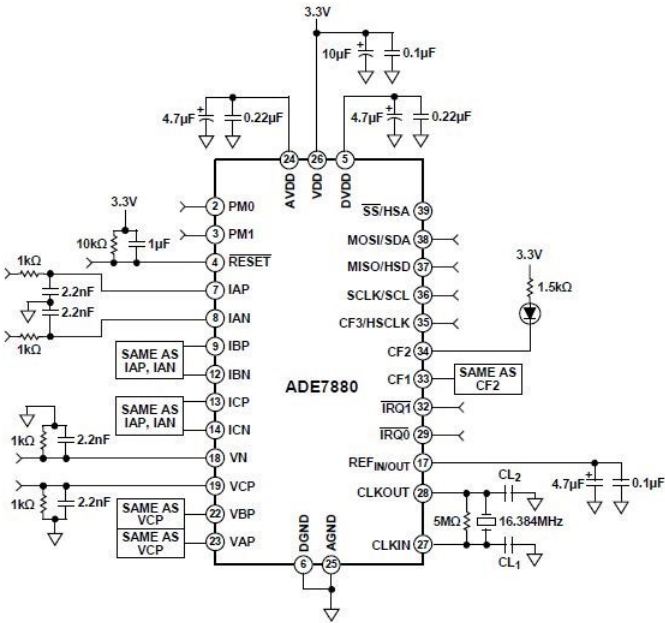 3.3V
10µF
+
0.1µF
4.7µF
+
0.22µF
4.7µF
+
0.22µF
24
26
5
AVDD
VDD
DVDD
3.3V
10kΩ
1µF
1kΩ
2.2nF
2.2nF
1kΩ
2 PM0
3 PM1
4 RESET
7 IAP
8 IAN
SAME AS
IAP, IAN
9 IBP
12 IBN
SAME AS
IAP, IAN
13 ICP
14 ICN
1kΩ
2.2nF
18 VN
19 VCP
1kΩ
2.2nF
SAME AS
VCP
22 VBP
SAME AS
VCP
23 VAP
ADE7880
SS/HSA 39
MOSI/SDA 38
MISO/HSD 37
SCLK/SCL 36
CF3/HSCLK 35
CF2 34
3.3V
1.5kΩ
CF1 33
SAME AS
CF2
IRQ1 32
IRQ0 29
REFIN/OUT 17
4.7µF
+
0.1µF
CLKOUT 28
CL2
5MΩ
16.384MHz
CLKIN 27
CL1
DGND
AGND
6
25